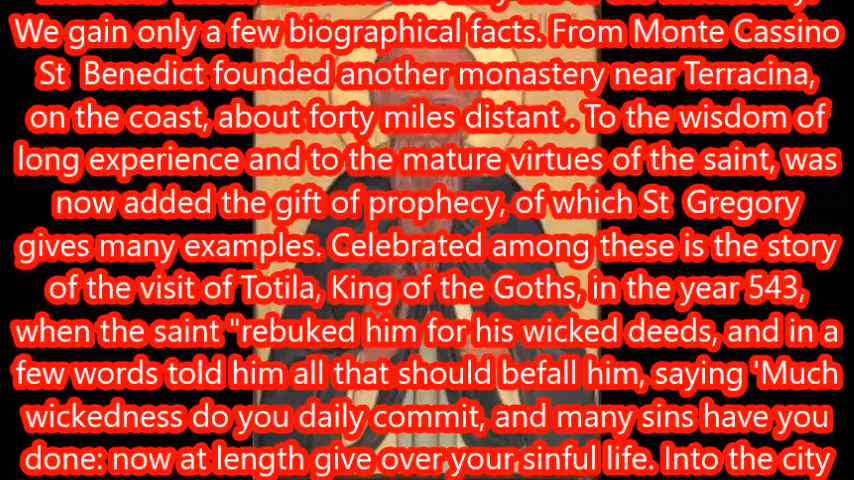 We gain only a few biographical facts. From Monte Cassino
St Benedict founded another monastery near Terracina,
on the coast, about forty miles distant . To the wisdom of
long experience and to the mature virtues of the saint, was
now added the gift of prophecy, of which St Gregory
gives many examples. Celebrated among these is the story
of the visit of Totila, King of the Goths, in the year 543,
when the saint "rebuked him for his wicked deeds, and in a
few words told him all that should befall him, saying 'Much
wickedness do you daily commit, and many sins have you
done: now at length give over your sinful life. Into the city